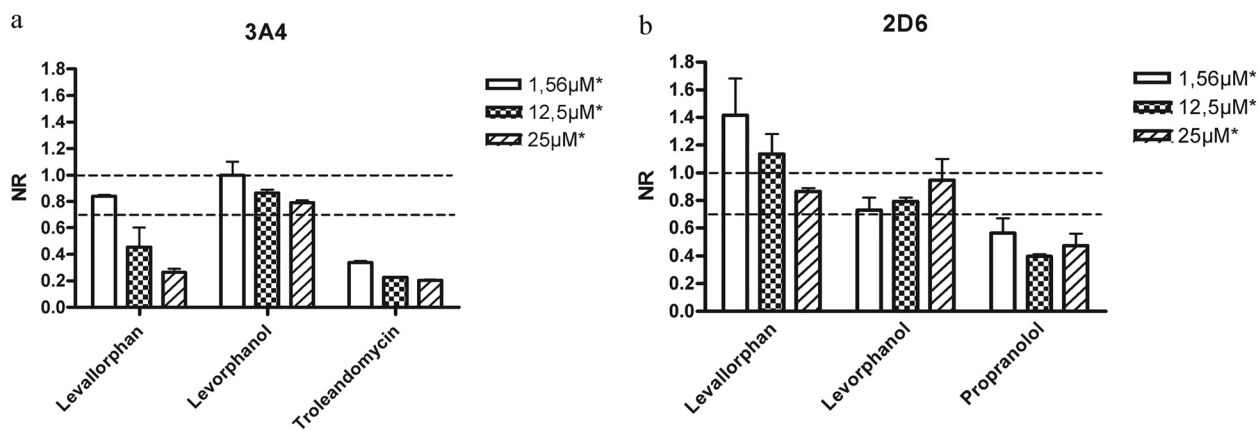 a
3A4
NR
1.8
1.6
1.4
1.2
1.0
0.8
0.6
0.4
0.2
0.0
Levallorphan
Levorphanol
Troleandomycin
1,56µM*
12,5µM*
25µM*
b
2D6
NR
1.8
1.6
1.4
1.2
1.0
0.8
0.6
0.4
0.2
0.0
Levallorphan
Levorphanol
Propranolol
1,56µM*
12,5µM*
25µM*